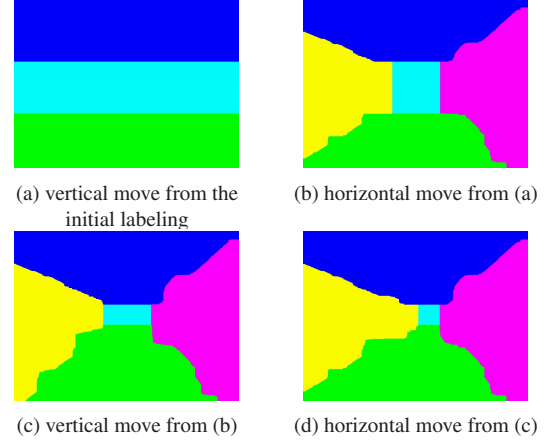 (a) vertical move from the
initial labeling
(b) horizontal move from (a)
(c) vertical move from (b)
(d) horizontal move from (c)